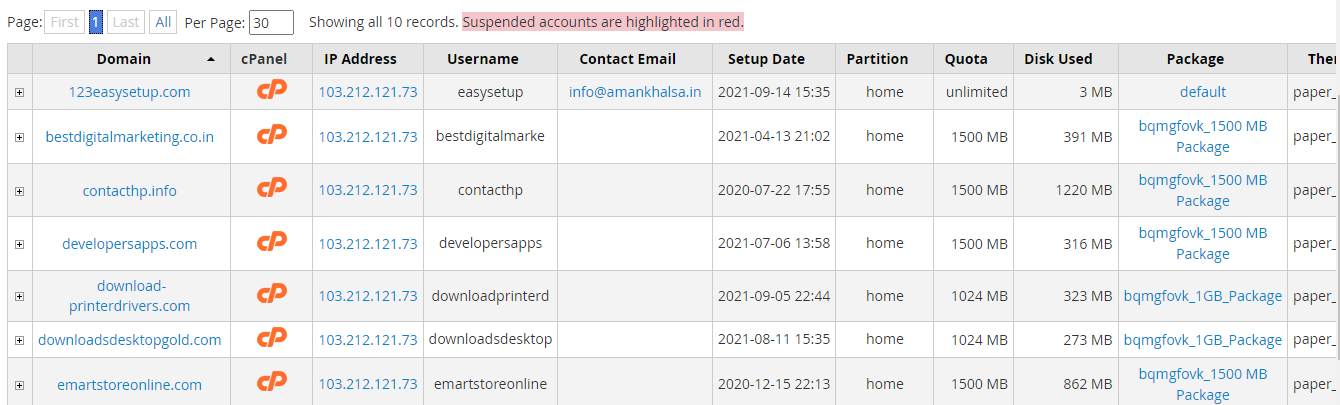 Page: First 1 Last All Per Page: 30 Showing all 10 records. Suspended accounts are highlighted in red.
Domain cPanel IP Address Username Contact Email Setup Date Partition Quota Disk Used Package Ther
123easysetup.com cP 103.212.121.73 easysetup info@amankhalsa.in 2021-09-14 15:35 home unlimited 3 MB default paper_
bestdigitalmarketing.co.in cP 103.212.121.73 bestdigitalmarke 2021-04-13 21:02 home 1500 MB 391 MB bqmgfovk_1500 MB paper_
Package
contacthp.info cP 103.212.121.73 contacthp 2020-07-22 17:55 home 1500 MB 1220 MB bqmgfovk_1500 MB paper_
Package
developersapps.com cP 103.212.121.73 developersapps 2021-07-06 13:58 home 1500 MB 316 MB bqmgfovk_1500 MB paper_
Package
download-
printerdrivers.com cP 103.212.121.73 downloadprinterd 2021-09-05 22:44 home 1024 MB 323 MB bqmgfovk_1GB_Package paper_
downloadsdesktopgold.com cP 103.212.121.73 downloadsdesktop 2021-08-11 15:35 home 1024 MB 273 MB bqmgfovk_1GB_Package paper_
emartstoreonline.com cP 103.212.121.73 emartstoreonline 2020-12-15 22:13 home 1500 MB 862 MB bqmgfovk_1500 MB paper_
Package